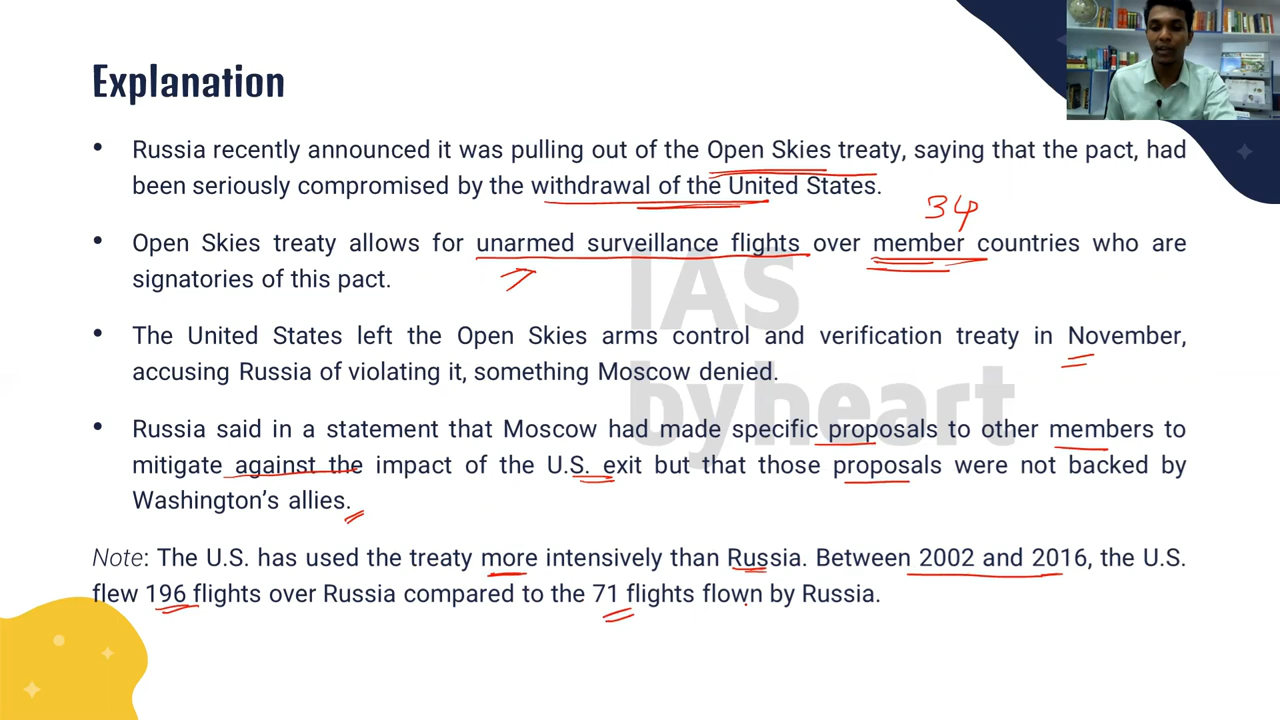 Explanation
• Russia recently announced it was pulling out of the Open Skies treaty, saying that the pact, had
been seriously compromised by the withdrawal of the United States.
34
• Open Skies treaty allows for unarmed surveillance flights over member countries who are
signatories of this pact.
IAS
• The United States left the Open Skies arms control and verification treaty in November,
accusing Russia of violating it, something Moscow denied.
byheart
• Russia said in a statement that Moscow had made specific proposals to other members to
mitigate against the impact of the U.S. exit but that those proposals were not backed by
Washington’s allies.
Note: The U.S. has used the treaty more intensively than Russia. Between 2002 and 2016, the U.S.
flew 196 flights over Russia compared to the 71 flights flown by Russia.